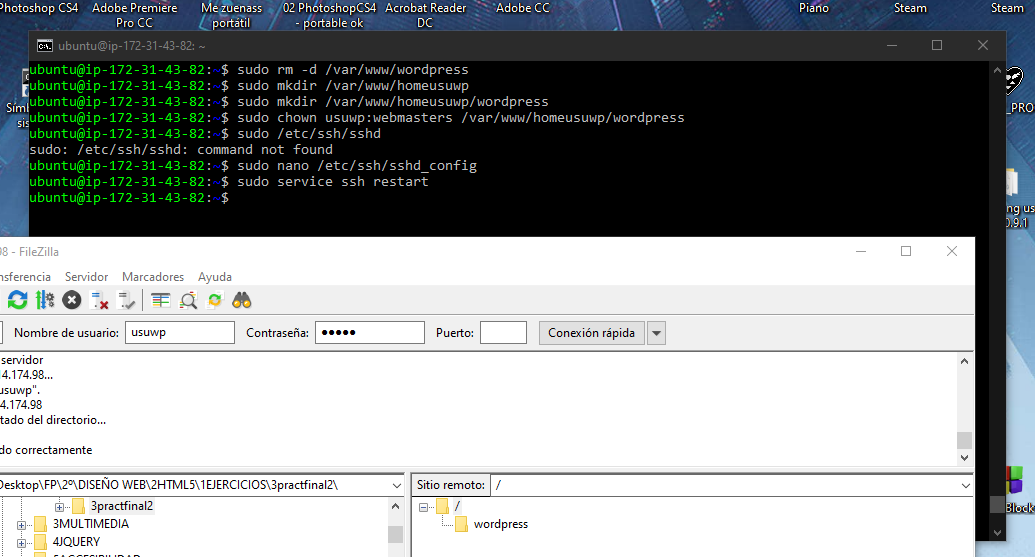 Photoshop CS4
Adobe Premiere
Pro CC
Me zuenass
portátil
02 PhotoshopCS4
- portable ok
Acrobat Reader
DC
Adobe CC
Piano
Steam
Steam
ubuntu@ip-172-31-43-82: ~
ubuntu@ip-172-31-43-82:~$ sudo rm -d /var/www/wordpress
ubuntu@ip-172-31-43-82:~$ sudo mkdir /var/www/homeusuwp
ubuntu@ip-172-31-43-82:~$ sudo mkdir /var/www/homeusuwp/wordpress
ubuntu@ip-172-31-43-82:~$ sudo chown usuwp:webmasters /var/www/homeusuwp/wordpress
ubuntu@ip-172-31-43-82:~$ sudo /etc/ssh/sshd
sudo: /etc/ssh/sshd: command not found
ubuntu@ip-172-31-43-82:~$ sudo nano /etc/ssh/sshd_config
ubuntu@ip-172-31-43-82:~$ sudo service ssh restart
ubuntu@ip-172-31-43-82:~$
Símb
sis
_PRO
ng us
0.9.1
98 - FileZilla
nsferencia Servidor Marcadores Ayuda
Nombre de usuario: usuwp Contraseña: ●●●●● Puerto: Conexión rápida
servidor
4.174.98...
usuwp".
4.174.98
tado del directorio...
do correctamente
Desktop\FP\2º\DISEÑO WEB\2HTML5\1EJERCICIOS\3practfinal2\
Sitio remoto: /
3practfinal2
3MULTIMEDIA
4JQUERY
/
wordpress
Block